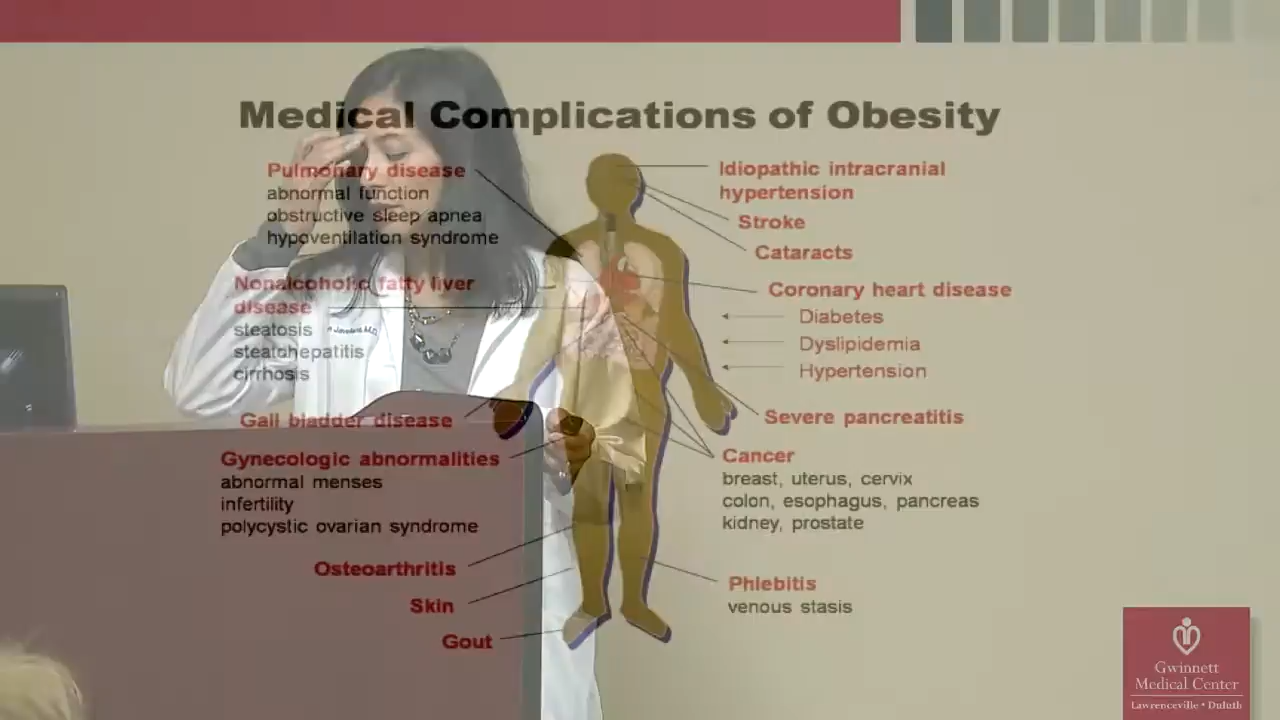 Medical Complications of Obesity
Pulmonary disease
abnormal function
obstructive sleep apnea
hypoventilation syndrome
Nonalcoholic fatty liver
disease
steatosis
steatohepatitis
cirrhosis
Gall bladder disease
Gynecologic abnormalities
abnormal menses
infertility
polycystic ovarian syndrome
Osteoarthritis
Skin
Gout
Idiopathic intracranial
hypertension
Stroke
Cataracts
Coronary heart disease
Diabetes
Dyslipidemia
Hypertension
Severe pancreatitis
Cancer
breast, uterus, cervix
colon, esophagus, pancreas
kidney, prostate
Phlebitis
venous stasis
Gwinnett
Medical Center
Lawrenceville • Duluth